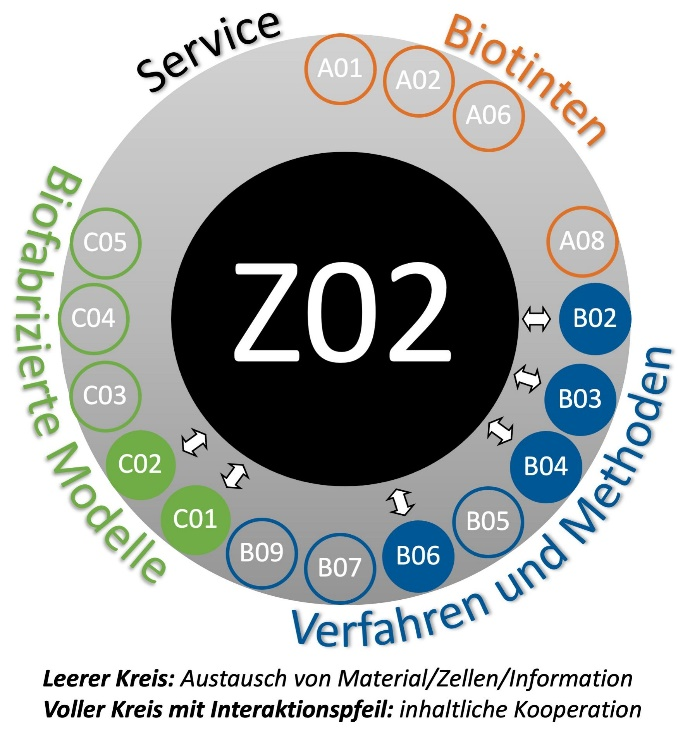 Service
Biotinten
A01
A02
A06
A08
Z02
B02
B03
B04
B05
B06
B07
B09
Verfahren und Methoden
C01
C02
C03
C04
C05
Biofabrizierte Modelle
Leerer Kreis: Austausch von Material/Zellen/Information
Voller Kreis mit Interaktionspfeil: inhaltliche Kooperation